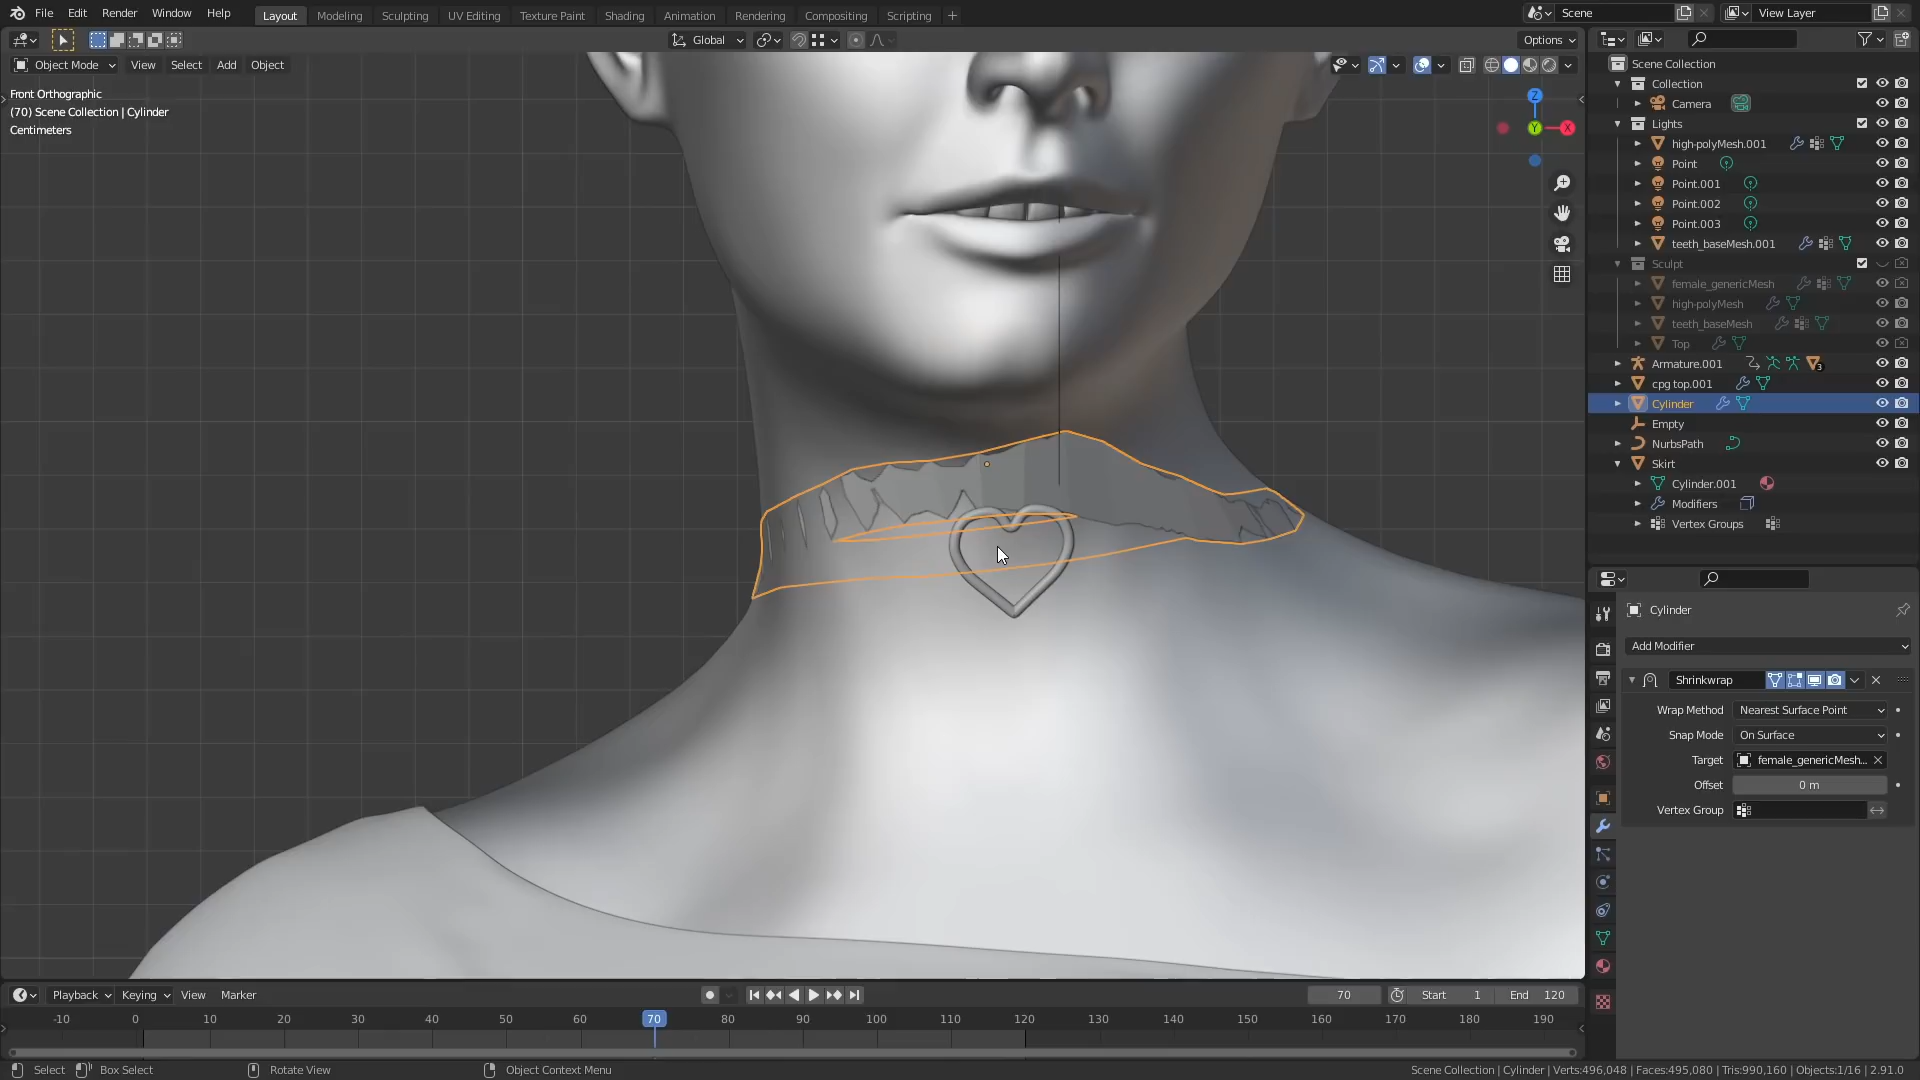 File Edit Render Window Help Layout Modeling Sculpting UV Editing Texture Paint Shading Animation Rendering Compositing Scripting + Scene View Layer
Global Options
Object Mode View Select Add Object
Front Orthographic
(70) Scene Collection | Cylinder
Centimeters
Z
Y
X
Scene Collection
Collection
Camera
Lights
high-polyMesh.001
Point
Point.001
Point.002
Point.003
teeth_baseMesh.001
Sculpt
female_genericMesh
high-polyMesh
teeth_baseMesh
Top
Armature.001 3
cpg top.001
Cylinder
Empty
NurbsPath
Skirt
Cylinder.001
Modifiers
Vertex Groups
Cylinder
Add Modifier
Shrinkwrap
Wrap Method Nearest Surface Point
Snap Mode On Surface
Target female_genericMesh...
Offset 0 m
Vertex Group
Playback Keying View Marker 70 Start 1 End 120
-10 0 10 20 30 40 50 60 70 80 90 100 110 120 130 140 150 160 170 180 190
Select Box Select Rotate View Object Context Menu Scene Collection | Cylinder | Verts:496,048 | Faces:495,080 | Tris:990,160 | Objects:1/16 | 2.91.0